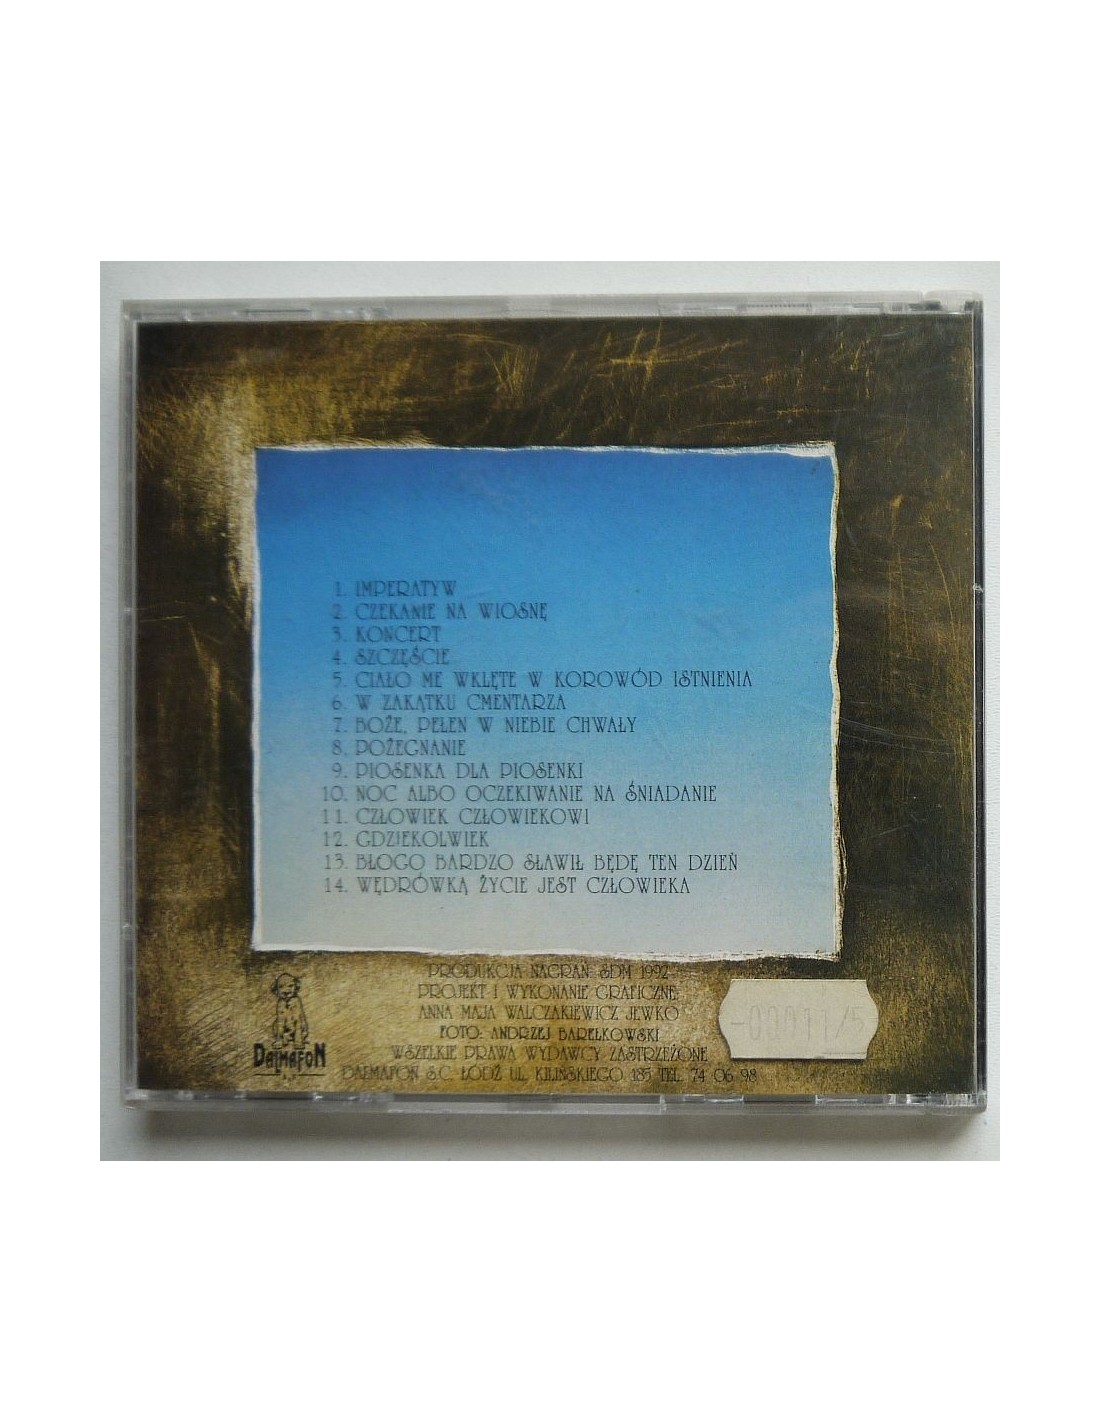 1. IMPERATYW
2. CZEKANIE NA WIOSNĘ
3. KONCERT
4. SZCZĘŚCIE
5. CIAŁO ME WKLĘTE W KOROWÓD ISTNIENIA
6. W ZAKĄTKU CMENTARZA
7. BOŻE, PEŁEN W NIEBIE CHWAŁY
8. POŻEGNANIE
9. PIOSENKA DLA PIOSENKI
10. NOC ALBO OCZEKIWANIE NA ŚNIADANIE
11. CZŁOWIEK CZŁOWIEKOWI
12. GDZIEKOLWIEK
13. BŁOGO BARDZO SŁAWIŁ BĘDĘ TEN DZIEŃ
14. WĘDRÓWKĄ ŻYCIE JEST CZŁOWIEKA
PRODUKCJA NAGRAŃ: SDM 1992
PROJEKT I WYKONANIE GRAFICZNE:
ANNA MAJA WALCZAKIEWICZ JEWKO
FOTO: ANDRZEJ BAREŁKOWSKI
WSZELKIE PRAWA WYDAWCY ZASTRZEŻONE
DALMAFON S.C. ŁÓDŹ UL. KILIŃSKIEGO 185 TEL. 74 06 98
DALMAFON
-00011/5